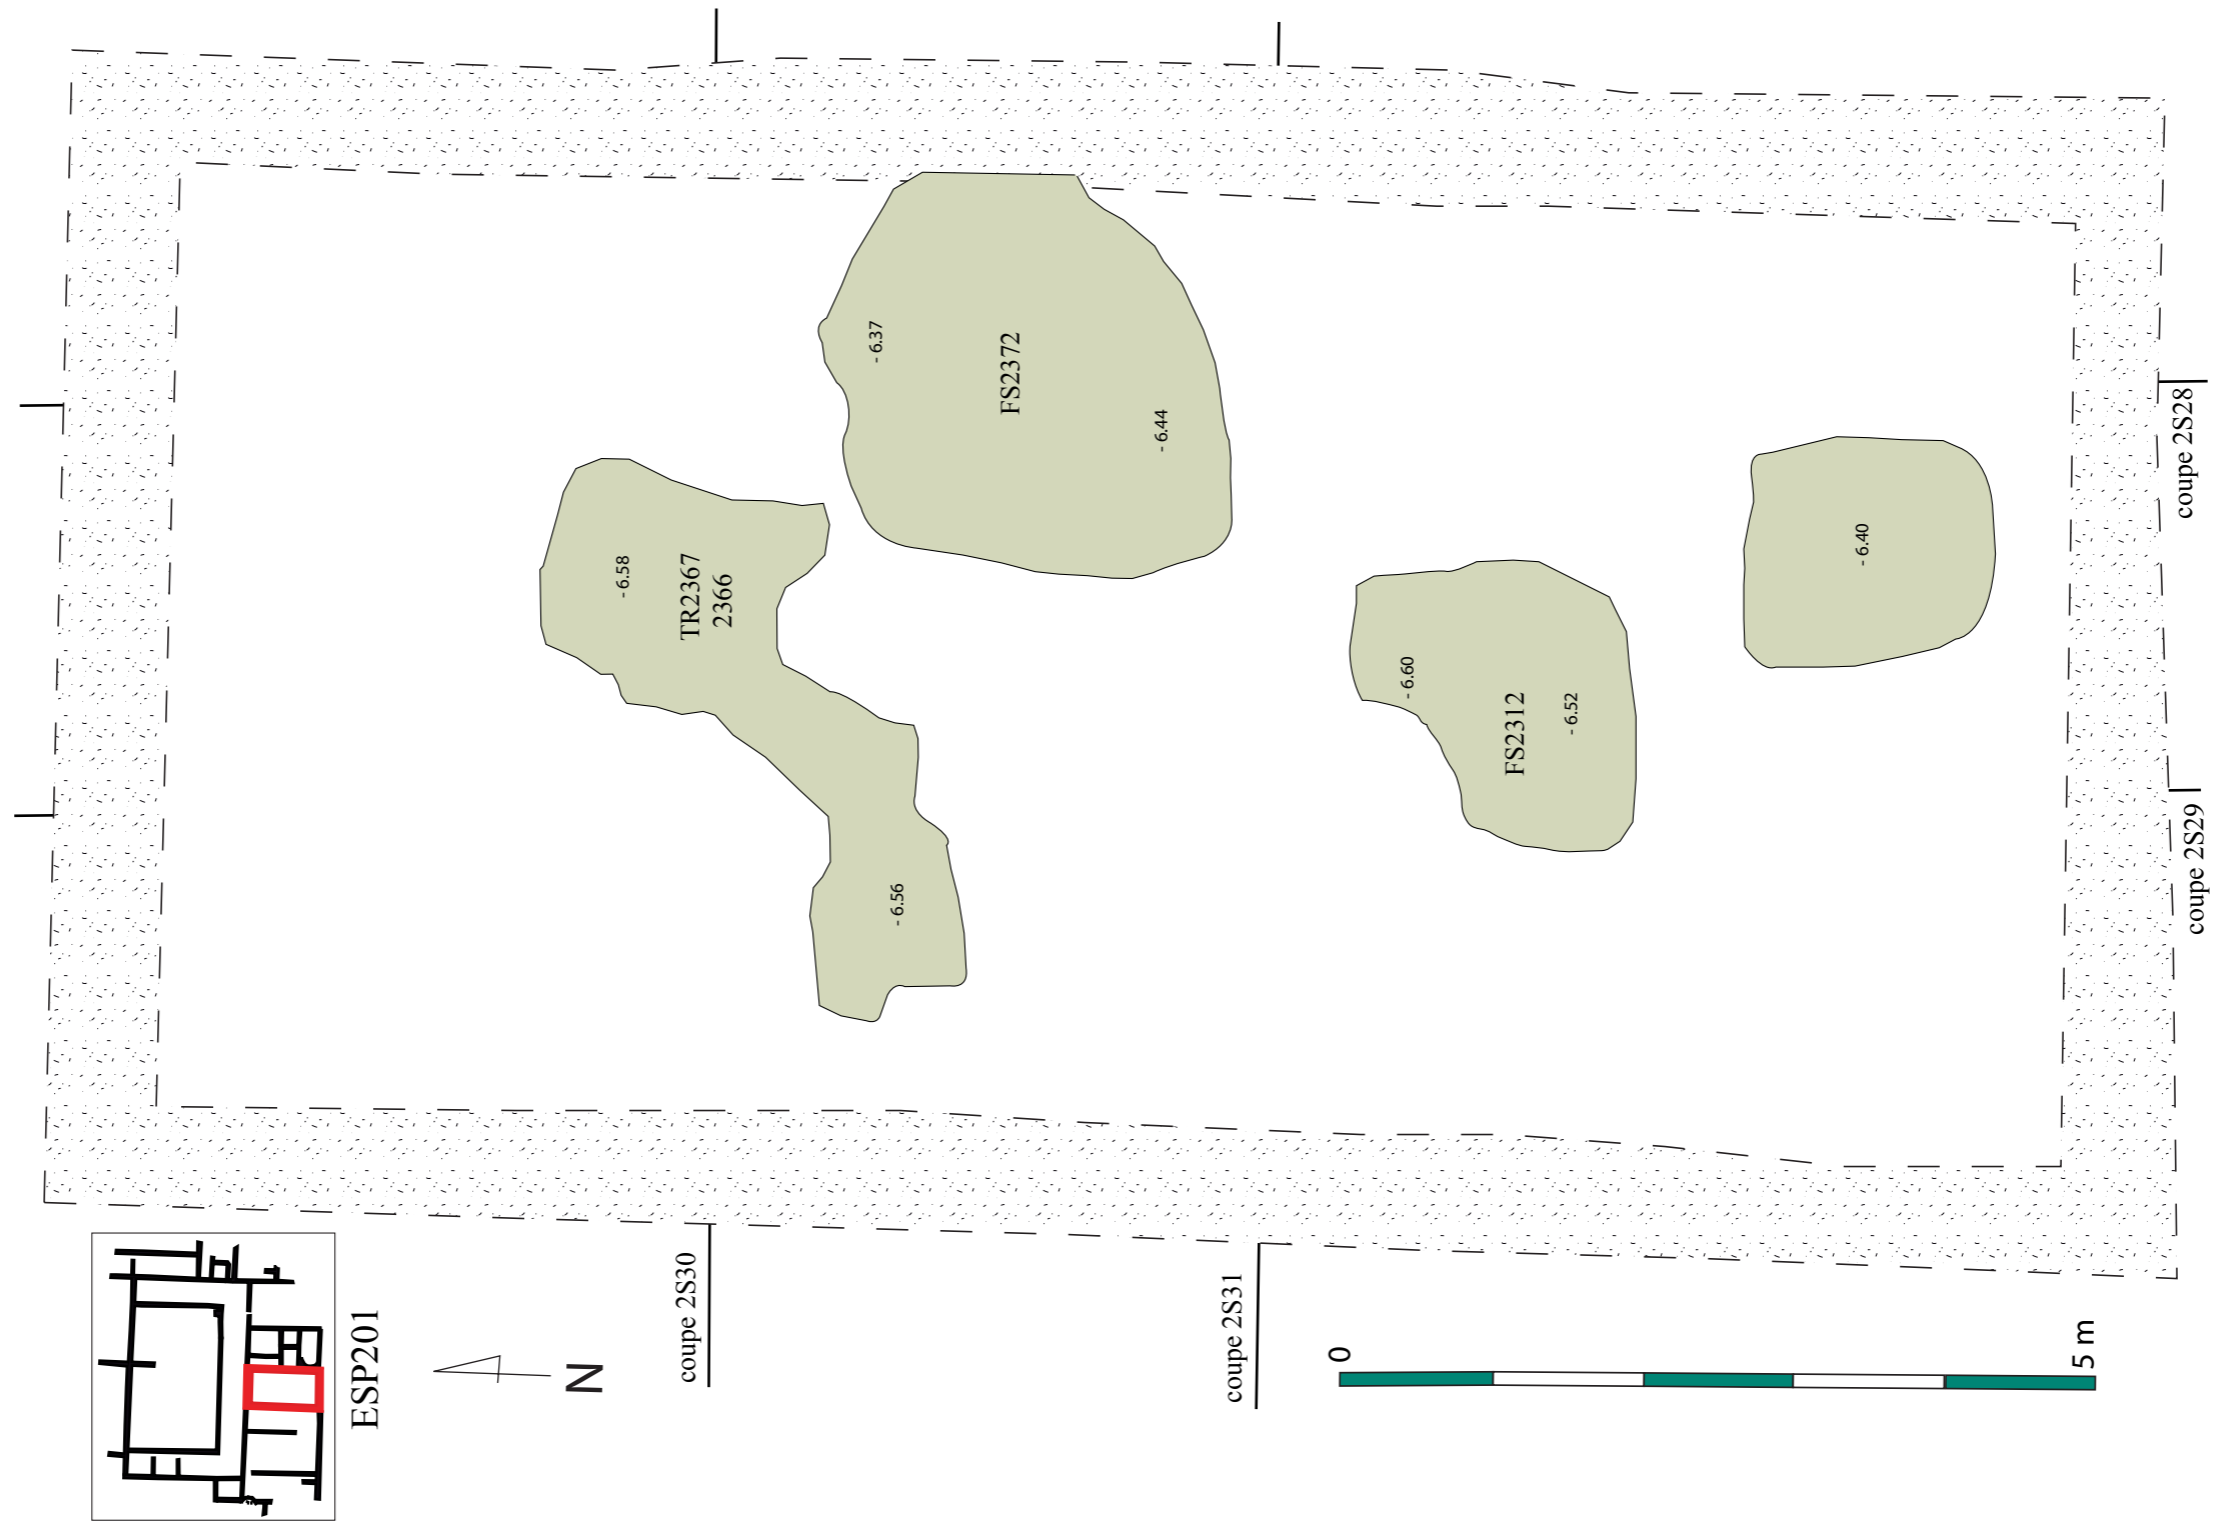 - 6.37
FS2372
- 6.44
- 6.58
TR2367
2366
- 6.56
- 6.60
FS2312
- 6.52
- 6.40
coupe 2S28
coupe 2S29
coupe 2S30
coupe 2S31
ESP201
N
0
5 m